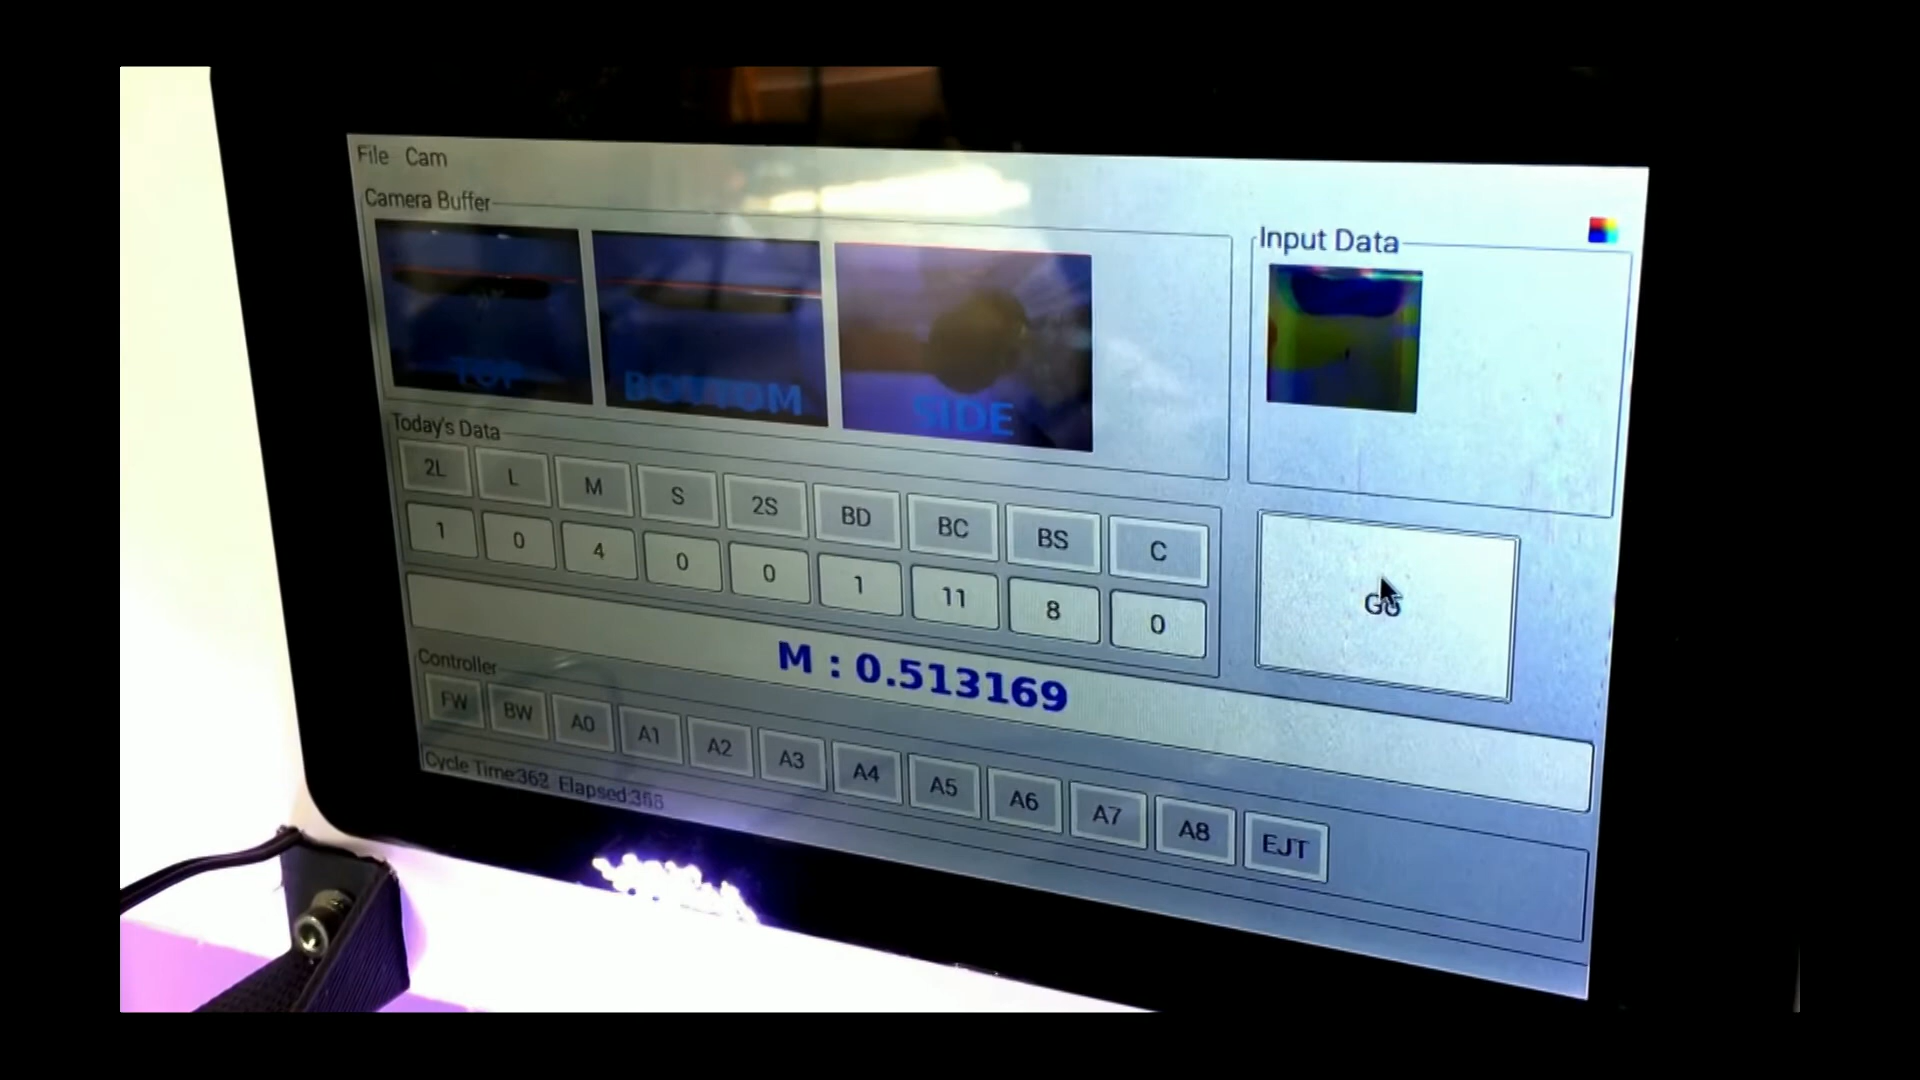 File Cam
Camera Buffer
Input Data
TOP BOVTOM SIDE
Today's Data
2L L M S 2S BD BC BS C
1 0 4 0 0 1 11 8 0
GO
M : 0.513169
Controller
FW BW A0 A1 A2 A3 A4 A5 A6 A7 A8 EJT
Cycle Time:362 Elapsed:368